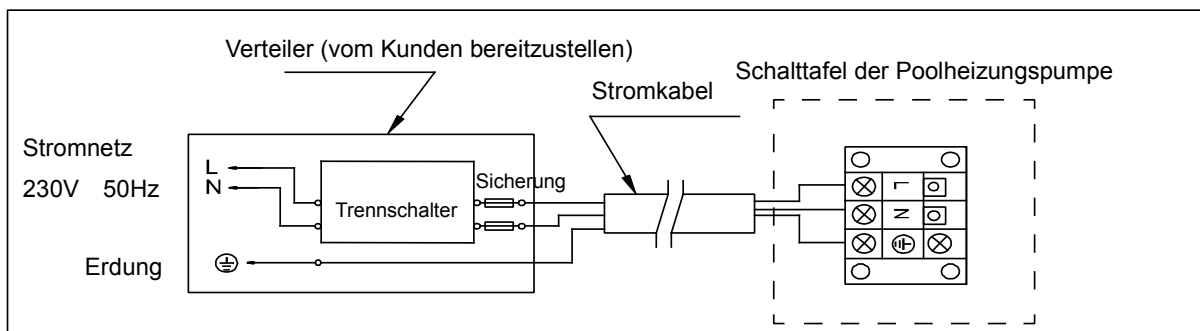 Verteiler (vom Kunden bereitzustellen)
Schalttafel der Poolheizungspumpe
Stromkabel
Stromnetz
230V 50Hz
L
N
Sicherung
Trennschalter
Erdung
L
N